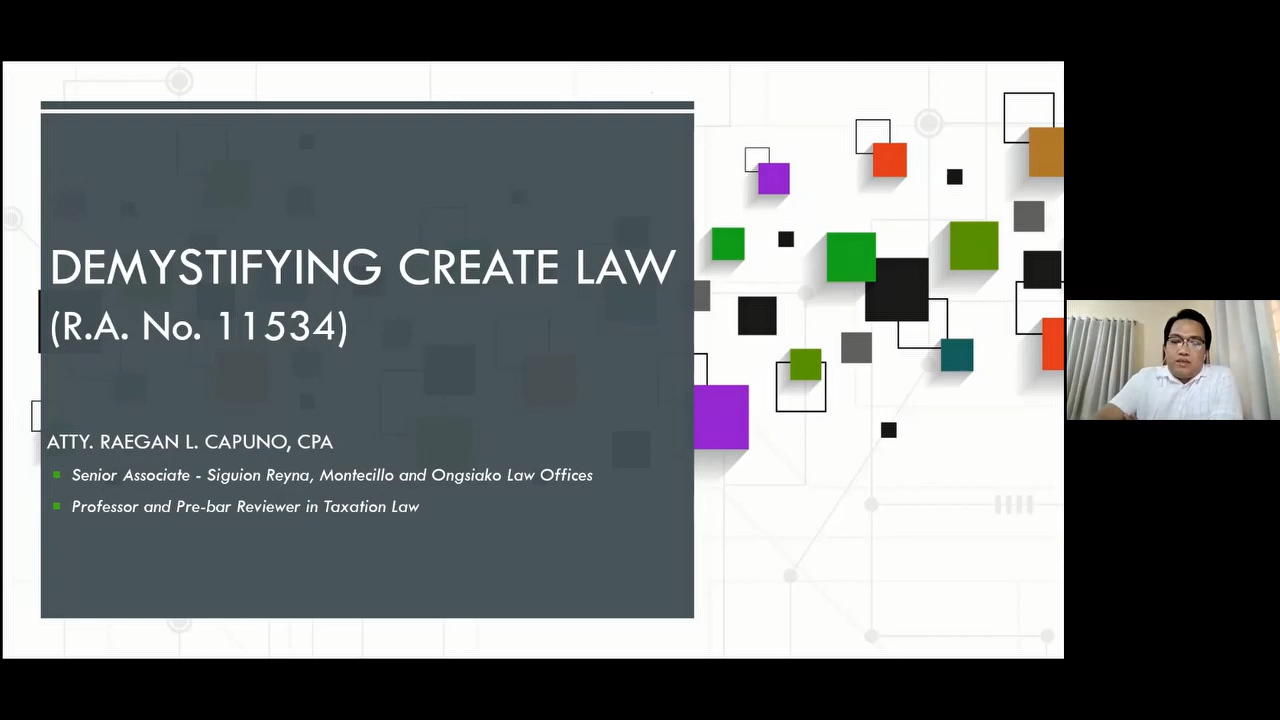 DEMYSTIFYING CREATE LAW
(R.A. No. 11534)
ATTY. RAEGAN L. CAPUNO, CPA
Senior Associate - Siguion Reyna, Montecillo and Ongsiako Law Offices
Professor and Pre-bar Reviewer in Taxation Law